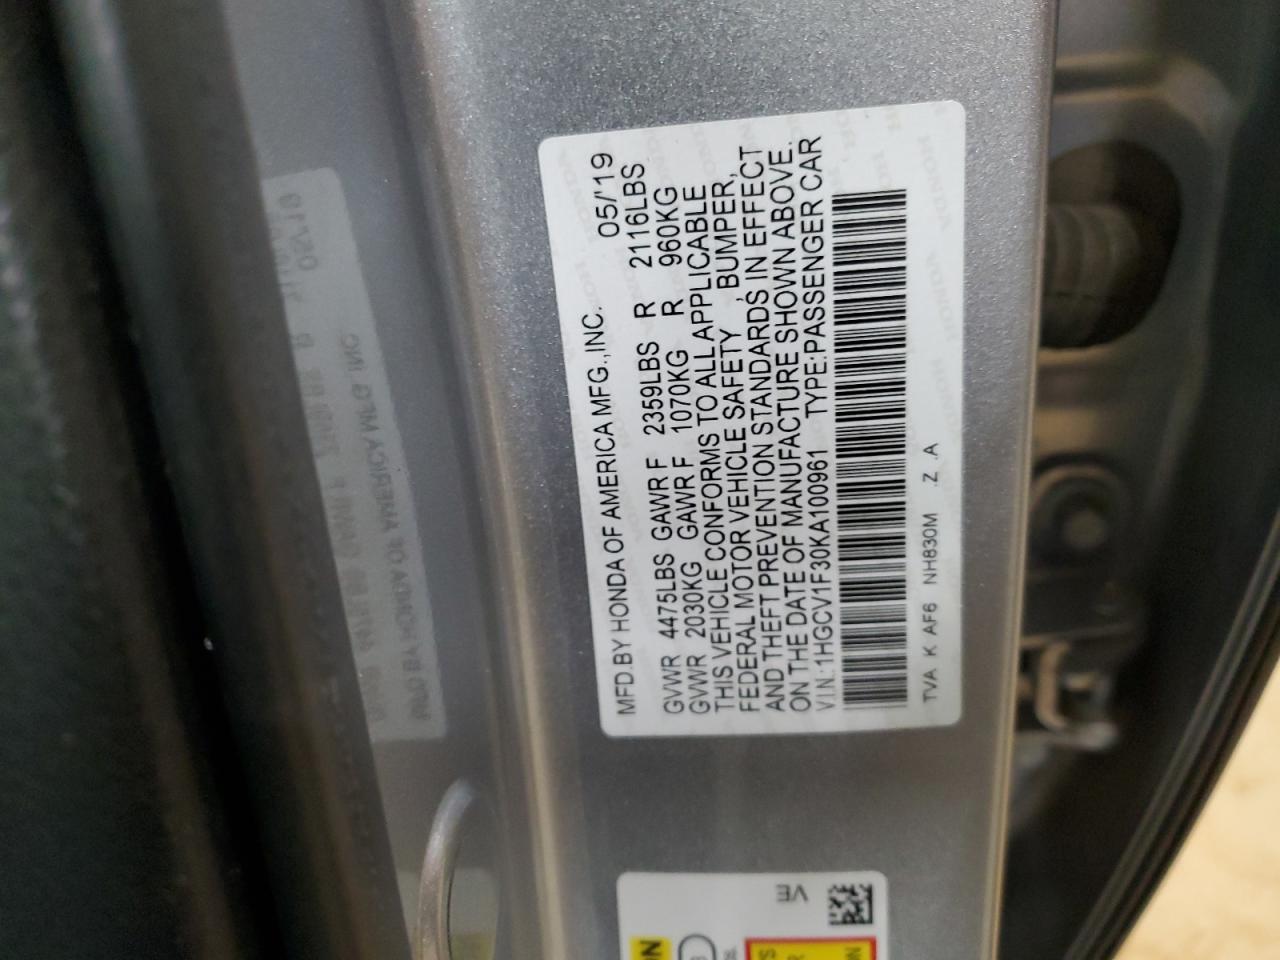 MFD.BY HONDA OF AMERICA MFG.,INC. 05/'19
GVWR 4475LBS GAWR F 2359LBS R 2116LBS
GVWR 2030KG GAWR F 1070KG R 960KG
THIS VEHICLE CONFORMS TO ALL APPLICABLE
FEDERAL MOTOR VEHICLE SAFETY, BUMPER,
AND THEFT PREVENTION STANDARDS IN EFFECT
ON THE DATE OF MANUFACTURE SHOWN ABOVE.
V.I.N.:1HGCV1F30KA100961 TYPE:PASSENGER CAR
TVA K AF6 NH830M .Z .A
VE